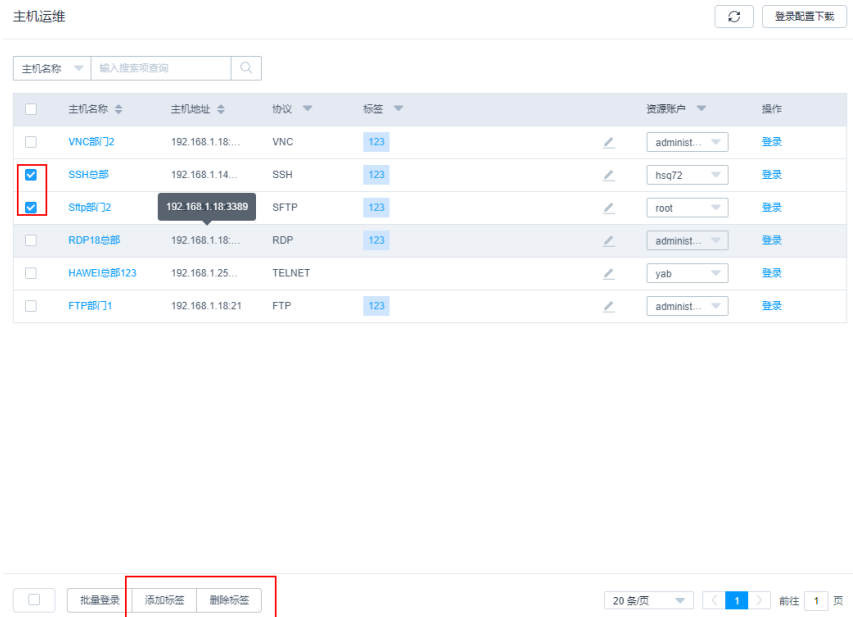 主机运维
登录配置下载
主机名称 输入搜索项查询
主机名称 主机地址 协议 标签 资源账户 操作
VNC部门2 192.168.1.18:... VNC 123 administ... 登录
SSH总部 192.168.1.14... SSH 123 hsq72 登录
Sftp部门2 192.168.1.18:3389 SFTP 123 root 登录
RDP18总部 192.168.1.18:... RDP 123 administ... 登录
HAWEI总部123 192.168.1.25... TELNET yab 登录
FTP部门1 192.168.1.18:21 FTP 123 administ... 登录
批量登录 添加标签 删除标签 20 条/页 1 前往 1 页